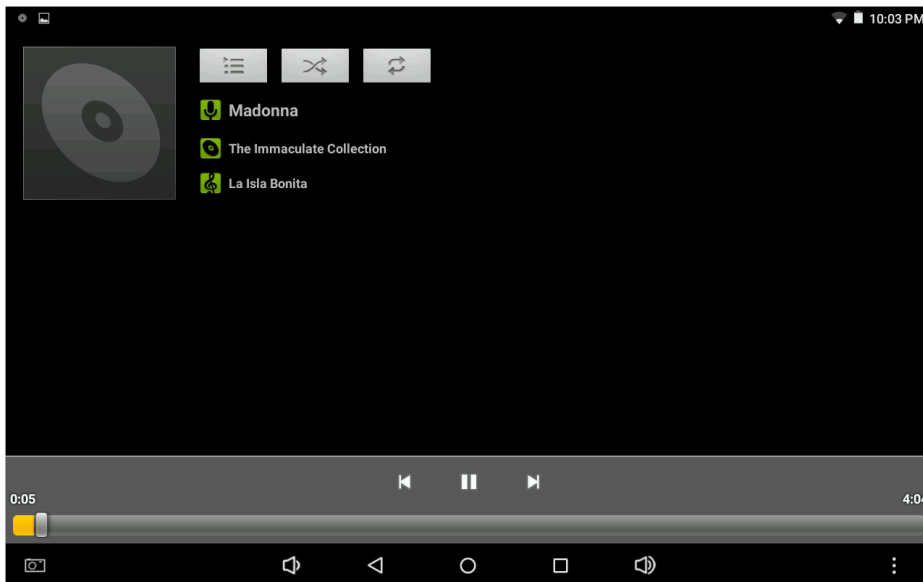 10:03 PM
Madonna
The Immaculate Collection
La Isla Bonita
0:05
4:04